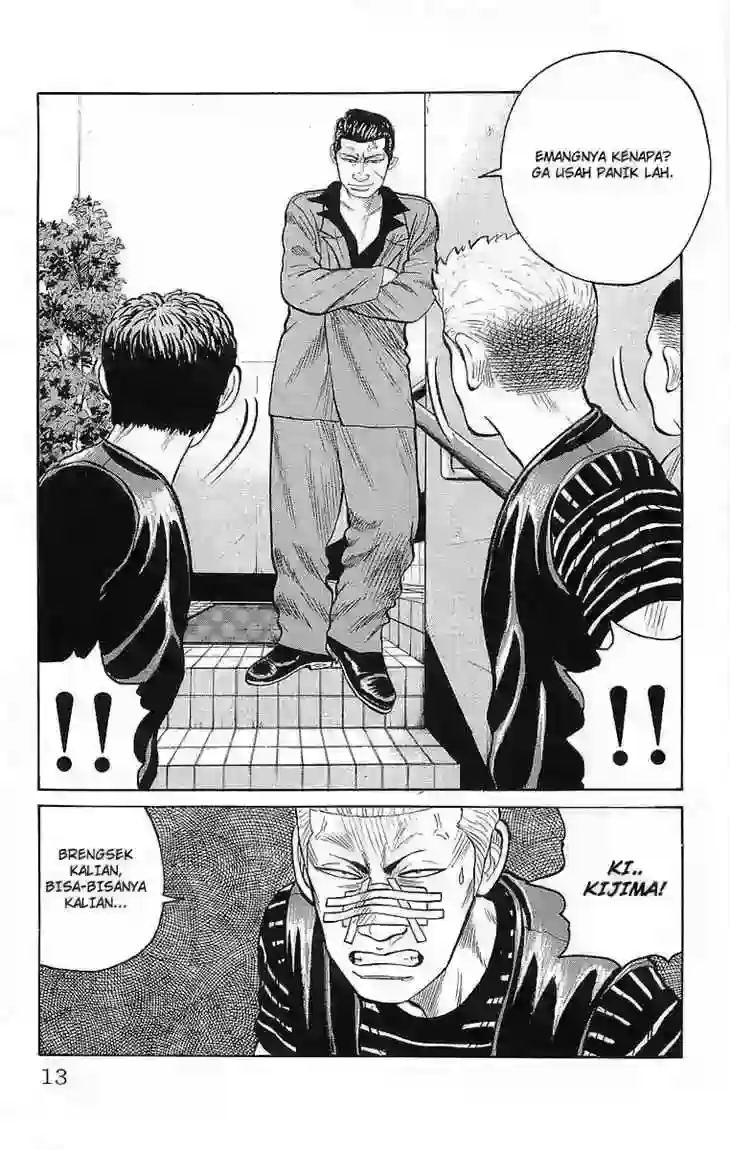 EMANGNYA KENAPA?
GA USAH PANIK LAH.
!!
!!
KI..
KIJIMA!
BRENGSEK
KALIAN,
BISA-BISANYA
KALIAN...
13